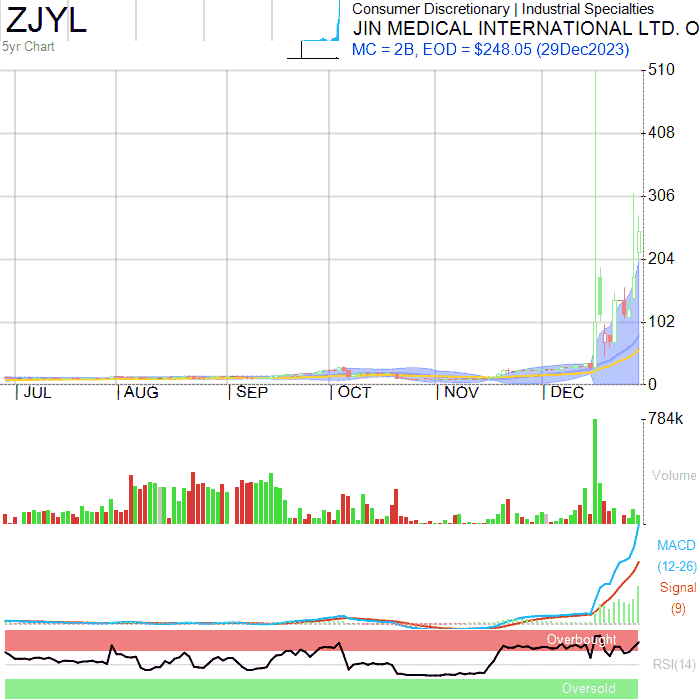 ZJYL
5yr Chart
Consumer Discretionary | Industrial Specialties
JIN MEDICAL INTERNATIONAL LTD. O
MC = 2B, EOD = $248.05 (29Dec2023)
510
408
306
204
102
0
JUL AUG SEP OCT NOV DEC
784k
Volume
MACD
(12-26)
Signal
(9)
Overbought
RSI(14)
Oversold